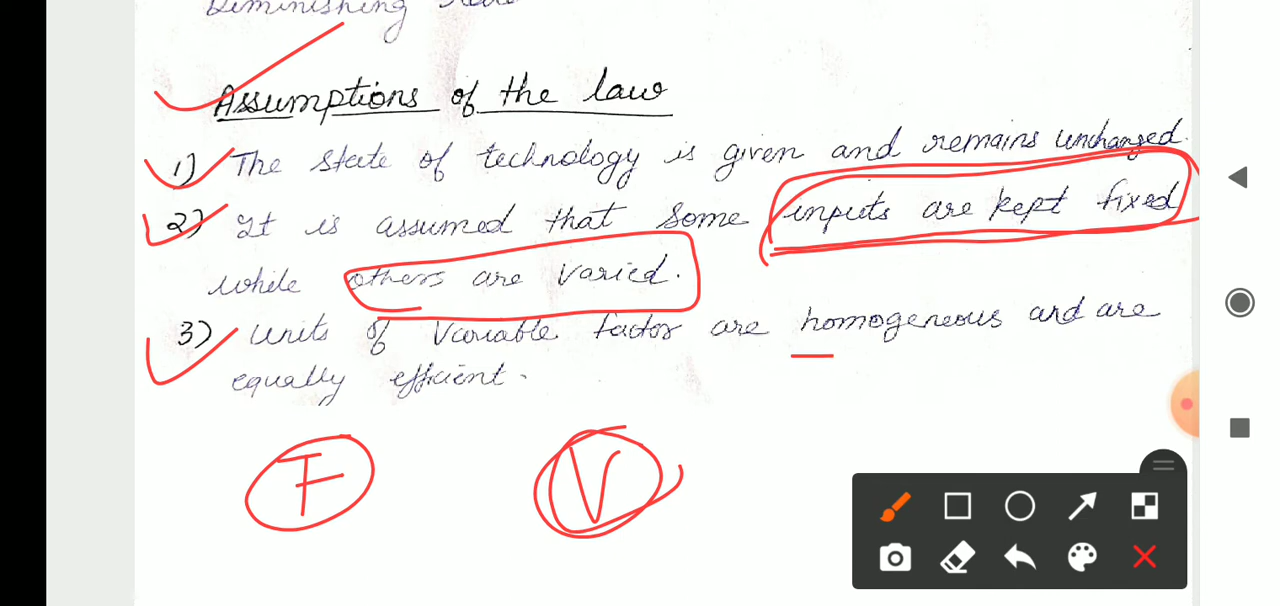 Diminishing
Assumptions of the law
1) The state of technology is given and remains unchanged.
2) It is assumed that some inputs are kept fixed
while others are varied.
3) Units of variable factor are homogeneous and are
equally efficient.
F V